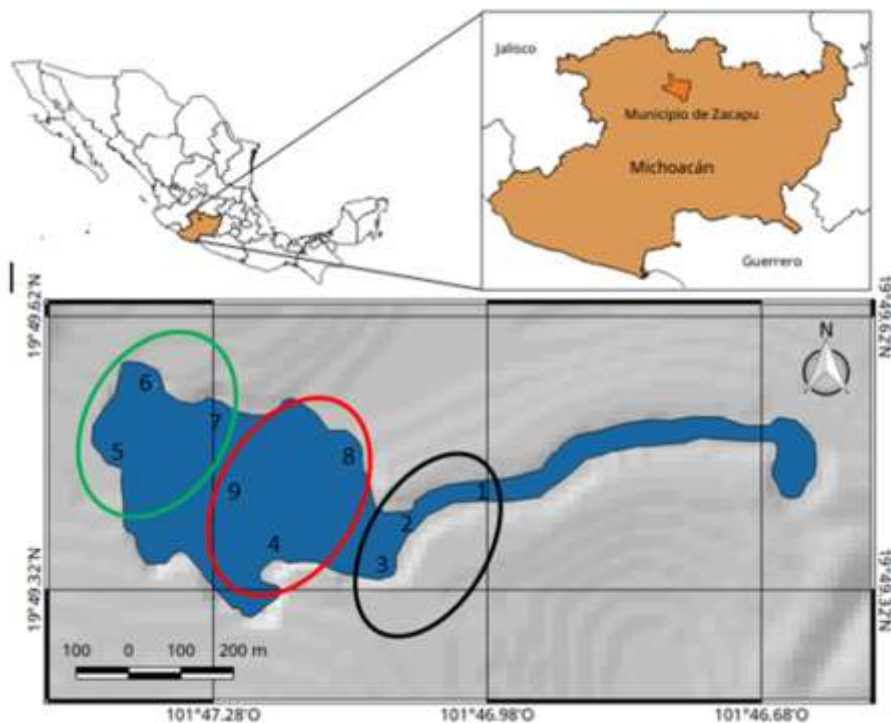 Jalisco
Municipio de Zacapu
Michoacán
Guerrero
19°49.62'N
19°49.62'N
N
6
7
5
8
9
1
2
4
3
19°49.32'N
19°49.32'N
100 0 100 200 m
101°47.28'O
101°46.98'O
101°46.68'O